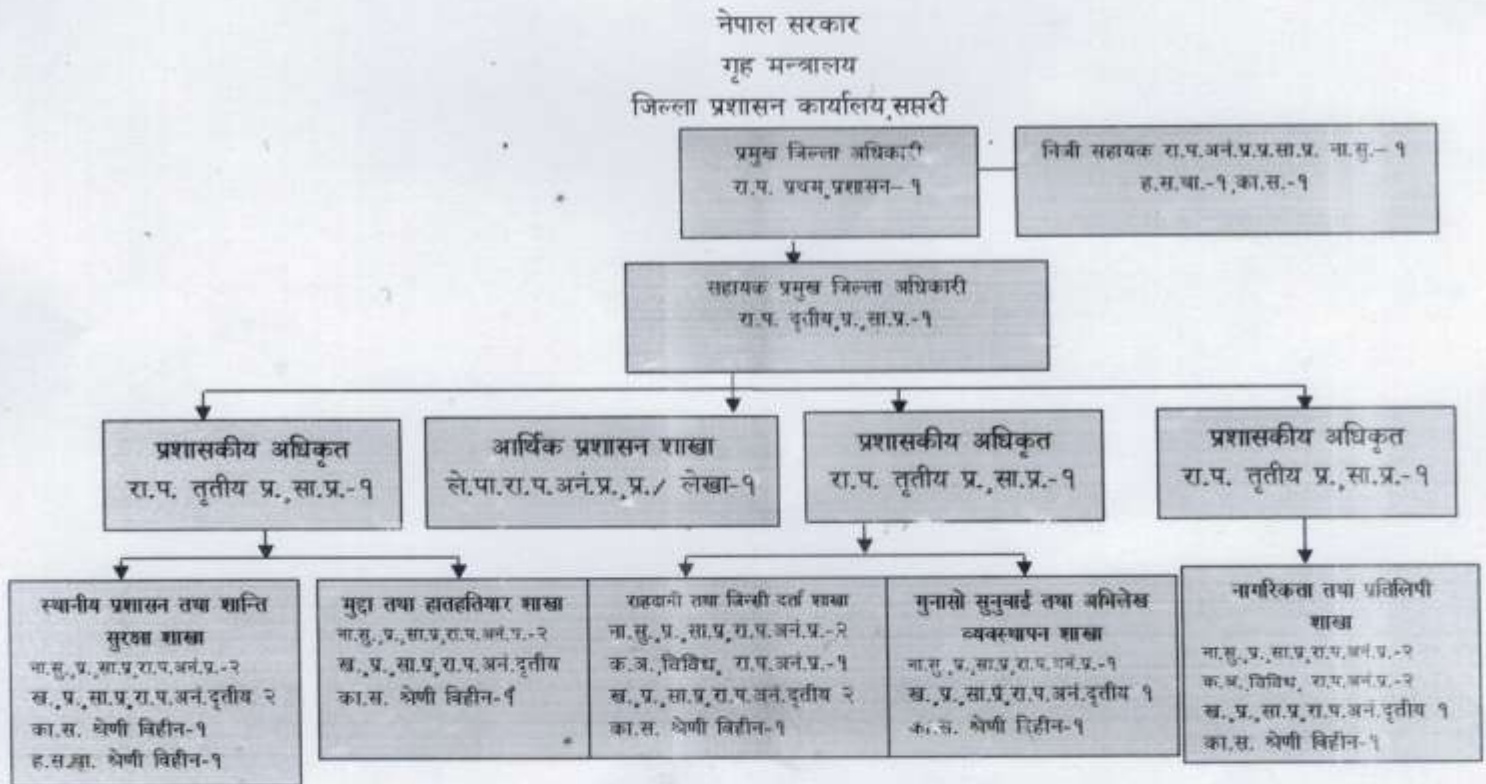 नेपाल सरकार
गृह मन्त्रालय
जिल्ला प्रशासन कार्यालय,सप्तरी
प्रमुख जिल्ला अधिकारी
रा.प. प्रथम,प्रशासन– १
निजी सहायक रा.प.अनं.प्र.प्र.सा.प्र. ना.सु.– १
ह.स.चा.-१,का.स.-१
सहायक प्रमुख जिल्ला अधिकारी
रा.प. दृतीय,प्र.,सा.प्र.-१
प्रशासकीय अधिकृत
रा.प. तृतीय प्र.,सा.प्र.-१
आर्थिक प्रशासन शाखा
ले.पा.रा.प.अनं.प्र.,प्र./ लेखा-१
प्रशासकीय अधिकृत
रा.प. तृतीय प्र.,सा.प्र.-१
प्रशासकीय अधिकृत
रा.प. तृतीय प्र.,सा.प्र.-१
स्थानीय प्रशासन तथा शान्ति
सुरक्षा शाखा
ना.सु.,प्र.,सा.प्र,रा.प.अनं.प्र.-२
ख.,प्र.,सा.प्र,रा.प.अनं.दृतीय २
का.स. श्रेणी विहीन-१
ह.स.चा. श्रेणी विहीन-१
मुद्दा तथा हातहतियार शाखा
ना.सु.,प्र.,सा.प्र,रा.प.अनं.प्र.-२
ख.,प्र.,सा.प्र,रा.प.अनं.दृतीय
का.स. श्रेणी विहीन-१
राहदानी तथा जिन्सी दर्ता शाखा
ना.सु.,प्र.,सा.प्र,रा.प.अनं.प्र.-२
क.अ.,विविध, रा.प.अनं.प्र.-१
ख.,प्र.,सा.प्र,रा.प.अनं.दृतीय २
का.स. श्रेणी विहीन-१
गुनासो सुनुवाई तथा अभिलेख
व्यवस्थापन शाखा
ना.सु.,प्र.,सा.प्र,रा.प.अनं.प्र.-१
ख.,प्र.,सा.प्र,रा.प.अनं.दृतीय १
का.स. श्रेणी विहीन-१
नागरिकता तथा प्रतिलिपी
शाखा
ना.सु.,प्र.,सा.प्र,रा.प.अनं.प्र.-२
क.अ.,विविध, रा.प.अनं.प्र.-२
ख.,प्र.,सा.प्र,रा.प.अनं.दृतीय १
का.स. श्रेणी विहीन-१